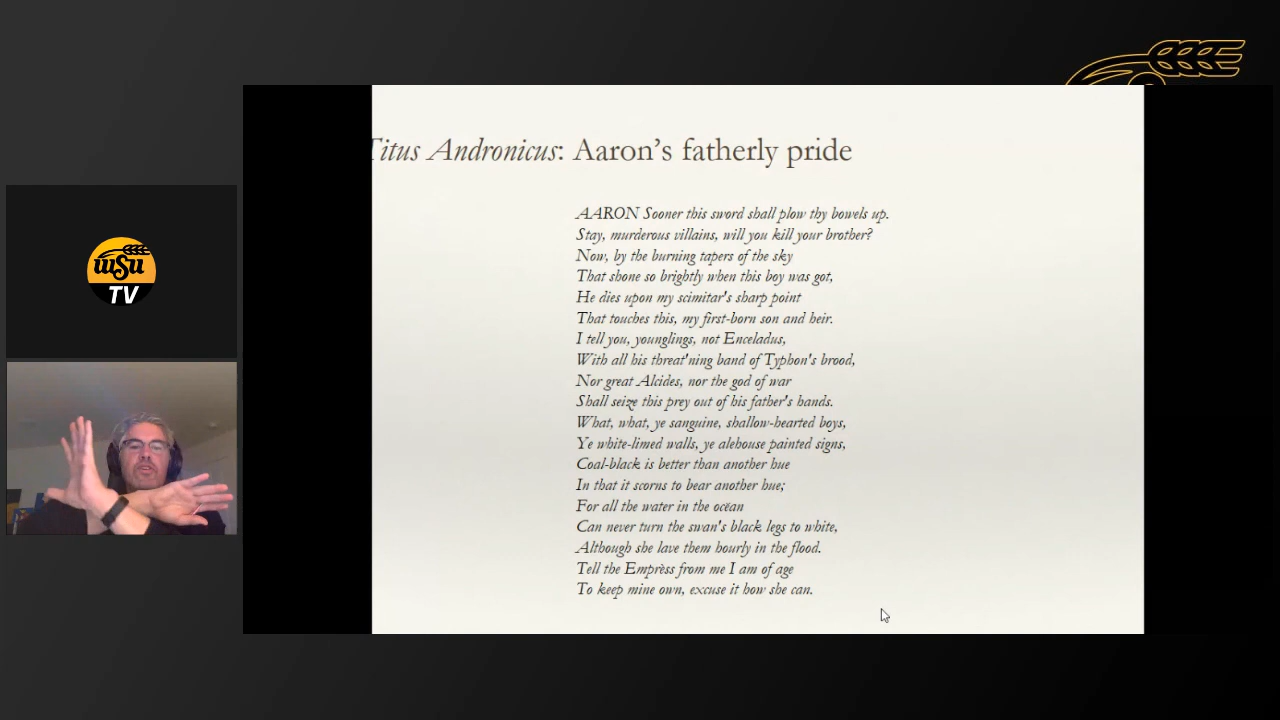 Titus Andronicus: Aaron's fatherly pride
AARON Sooner this sword shall plow thy bowels up.
Stay, murderous villains, will you kill your brother?
Now, by the burning tapers of the sky
That shone so brightly when this boy was got,
He dies upon my scimitar's sharp point
That touches this, my first-born son and heir.
I tell you, younglings, not Enceladus,
With all his threat'ning band of Typhon's brood,
Nor great Alcides, nor the god of war
Shall seize this prey out of his father's hands.
What, what, ye sanguine, shallow-hearted boys,
Ye white-limed walls, ye alehouse painted signs,
Coal-black is better than another hue
In that it scorns to bear another hue;
For all the water in the ocëan
Can never turn the swan's black legs to white,
Although she lave them hourly in the flood.
Tell the Empress from me I am of age
To keep mine own, excuse it how she can.
WSU
TV